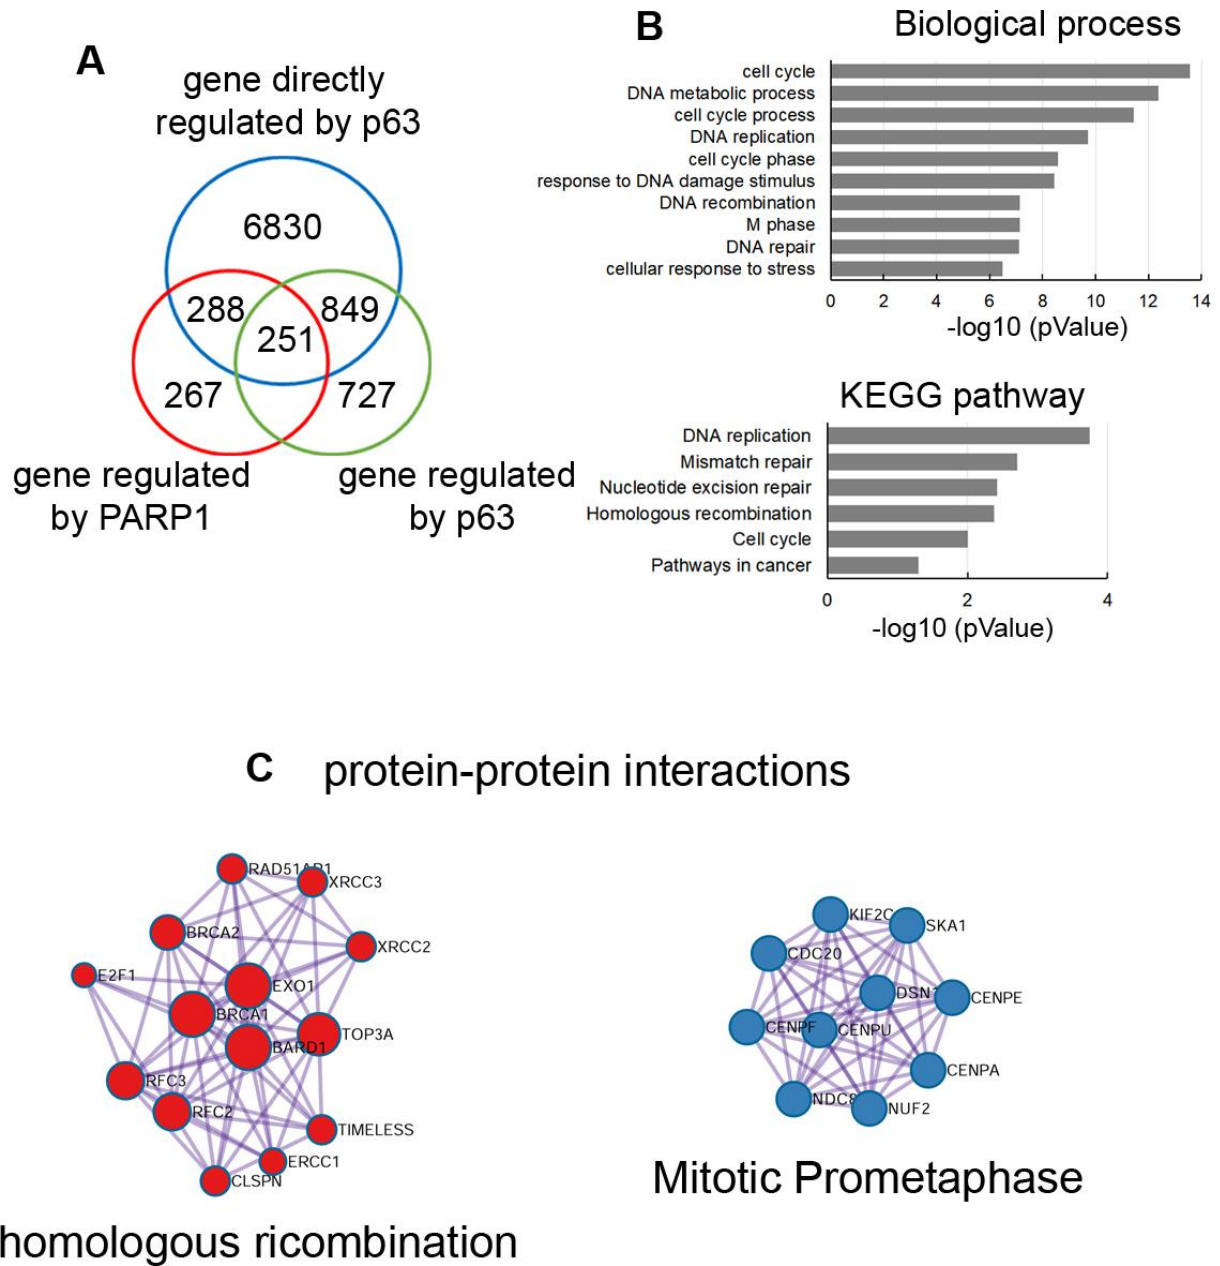 A
gene directly
regulated by p63
6830
288
849
251
267
727
gene regulated
by PARP1
gene regulated
by p63
B
Biological process
cell cycle
DNA metabolic process
cell cycle process
DNA replication
cell cycle phase
response to DNA damage stimulus
DNA recombination
M phase
DNA repair
cellular response to stress
0 2 4 6 8 10 12 14
-log10 (pValue)
KEGG pathway
DNA replication
Mismatch repair
Nucleotide excision repair
Homologous recombination
Cell cycle
Pathways in cancer
0 2 4
-log10 (pValue)
C protein-protein interactions
RAD51AP1
XRCC3
BRCA2
XRCC2
E2F1
EXO1
BRCA1
TOP3A
BARD1
RFC3
RFC2
TIMELESS
ERCC1
CLSPN
homologous ricombination
KIF2C
SKA1
CDC20
DSN1
CENPE
CENPF
CENPU
CENPA
NDC8
NUF2
Mitotic Prometaphase